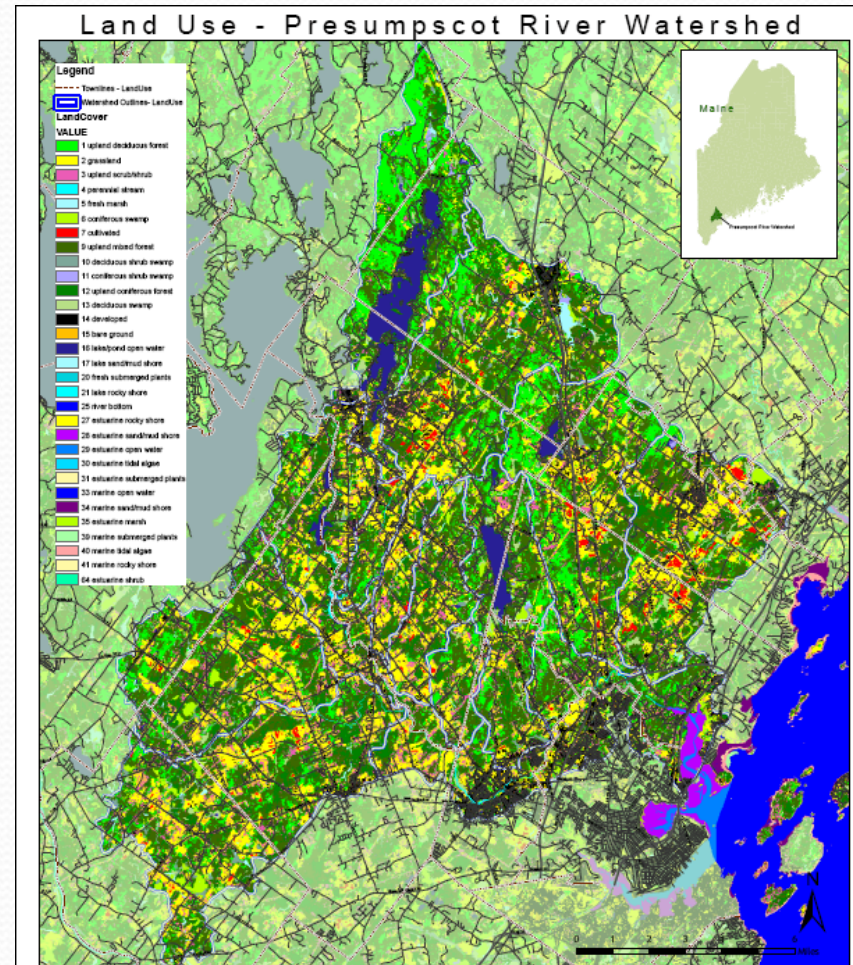 Land Use - Presumpscot River Watershed
Legend
Townlines - LandUse
Watershed Outlines- LandUse
LandCover
VALUE
1 upland deciduous forest
2 grassland
3 upland scrub/shrub
4 perennial stream
5 fresh marsh
6 coniferous swamp
7 cultivated
9 upland mixed forest
10 deciduous shrub swamp
11 coniferous shrub swamp
12 upland coniferous forest
13 deciduous swamp
14 developed
15 bare ground
16 lake/pond open water
17 lake sand/mud shore
20 fresh submerged plants
21 lake rocky shore
25 river bottom
27 estuarine rocky shore
28 estuarine sand/mud shore
29 estuarine open water
30 estuarine tidal algae
31 estuarine submerged plants
33 marine open water
34 marine sand/mud shore
35 estuarine marsh
39 marine submerged plants
40 marine tidal algae
41 marine rocky shore
64 estuarine shrub
Maine
Presumpscot River Watershed
N
0 1 2
Miles